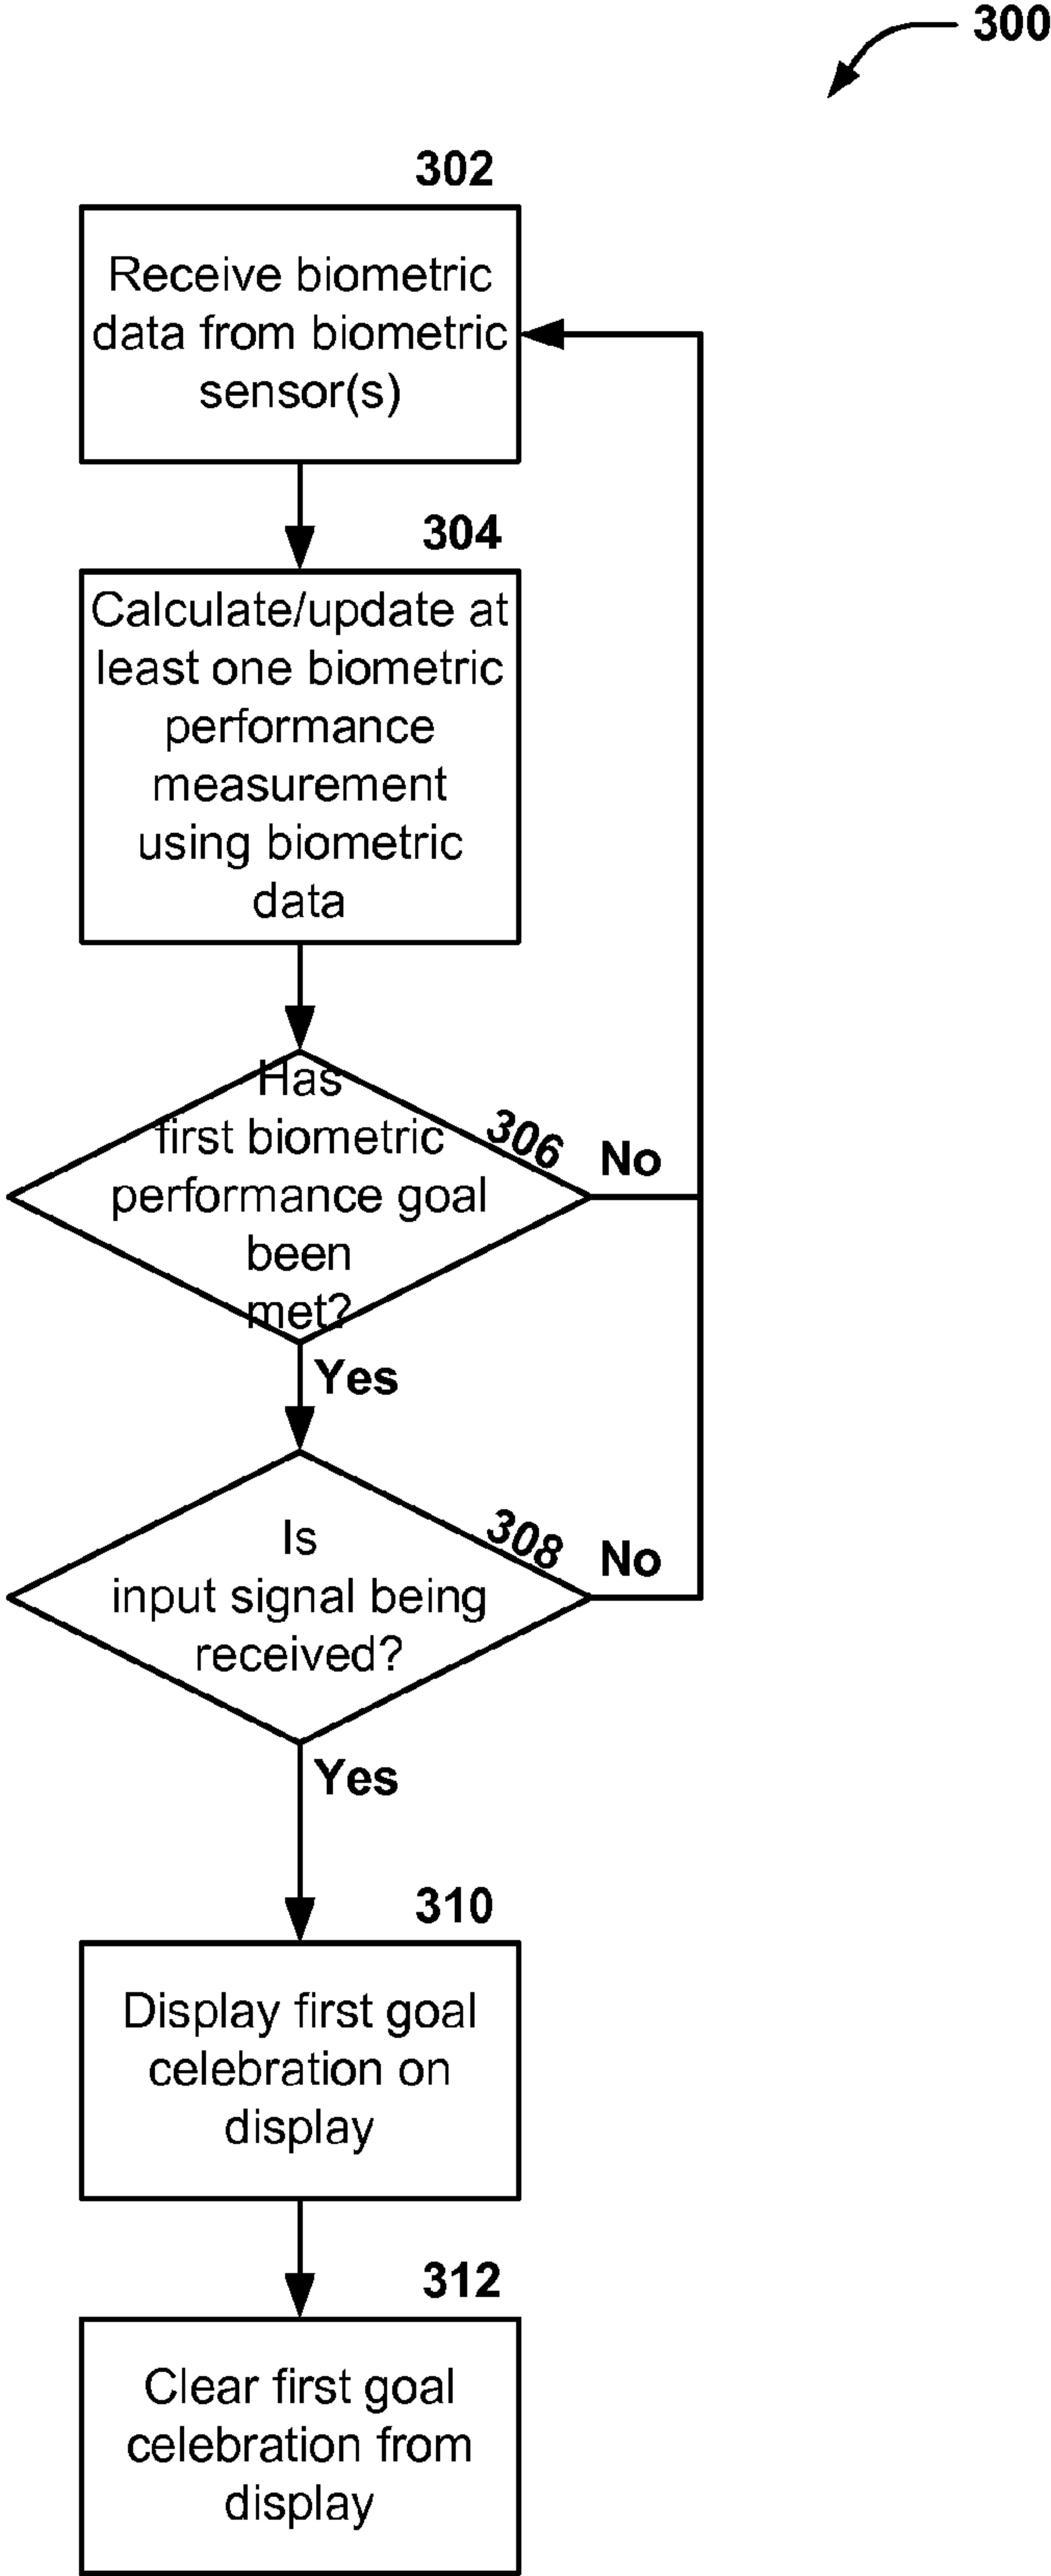 300
302
Receive biometric
data from biometric
sensor(s)
304
Calculate/update at
least one biometric
performance
measurement
using biometric
data
Has
first biometric
performance goal
been
met?
306
No
Yes
Is
input signal being
received?
308
No
Yes
310
Display first goal
celebration on
display
312
Clear first goal
celebration from
display